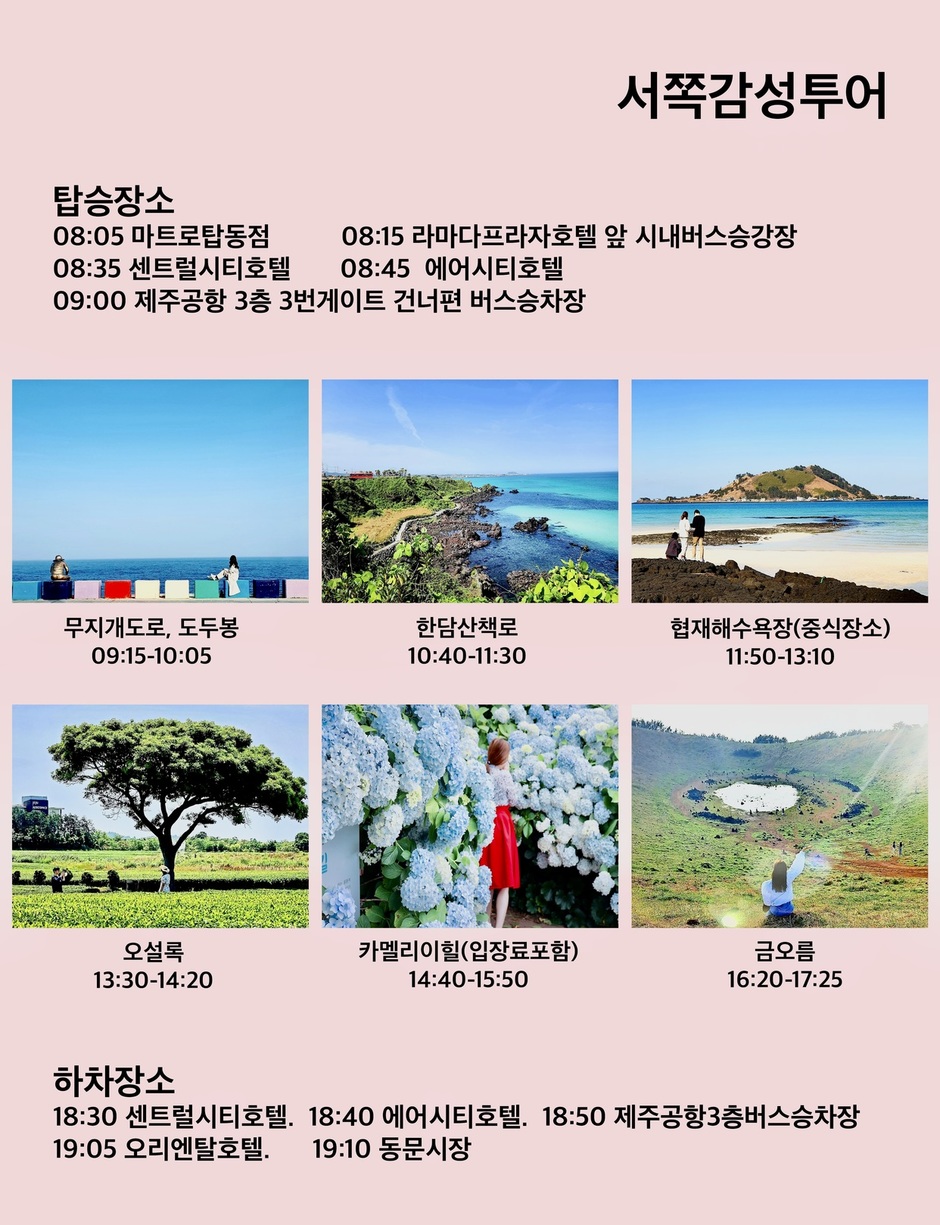 서쪽감성투어
탑승장소
08:05 마트로탑동점 08:15 라마다프라자호텔 앞 시내버스승강장
08:35 센트럴시티호텔 08:45 에어시티호텔
09:00 제주공항 3층 3번게이트 건너편 버스승차장
무지개도로, 도두봉
09:15-10:05
한담산책로
10:40-11:30
협재해수욕장(중식장소)
11:50-13:10
오설록
13:30-14:20
카멜리이힐(입장료포함)
14:40-15:50
금오름
16:20-17:25
하차장소
18:30 센트럴시티호텔. 18:40 에어시티호텔. 18:50 제주공항3층버스승차장
19:05 오리엔탈호텔. 19:10 동문시장